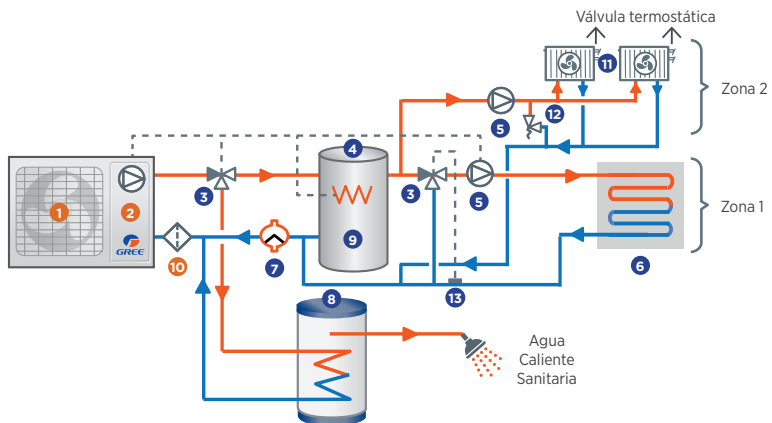 Válvula termostática
11
Zona 2
5
12
4
3
3
5
Zona 1
1
2
GREE
9
10
7
6
13
8
Agua
Caliente
Sanitaria